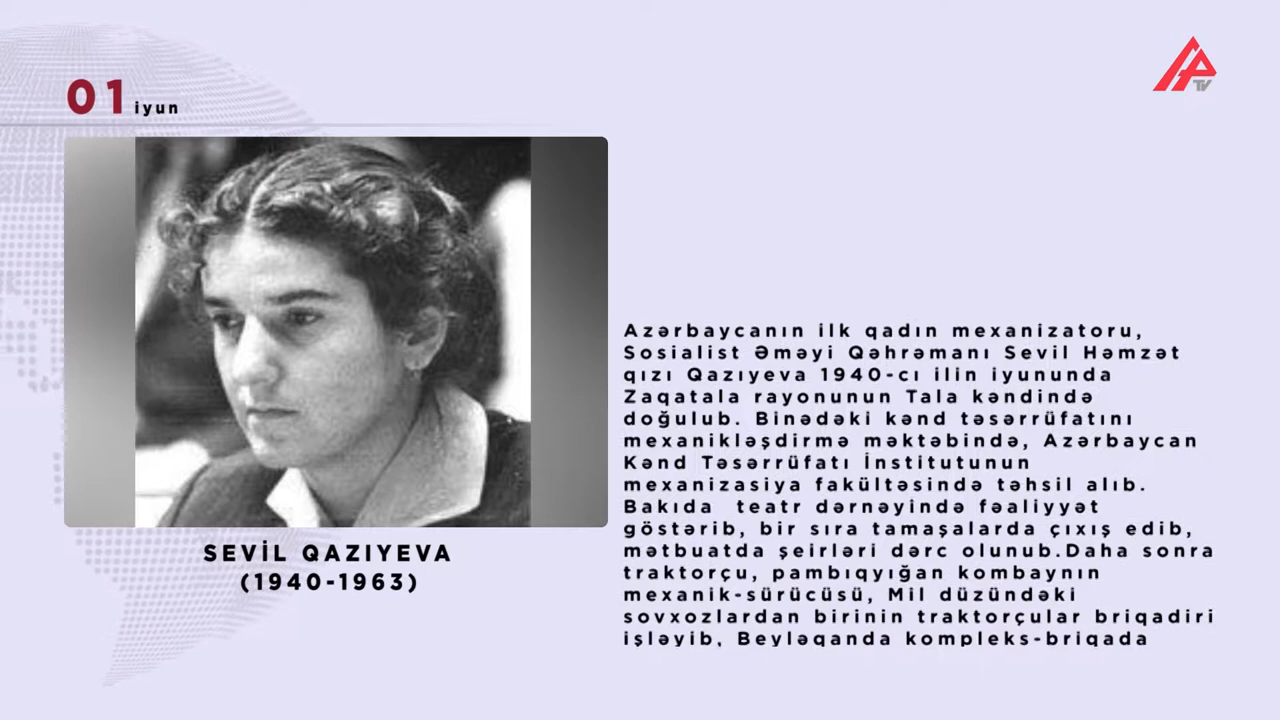 01 iyun
AP TV
SEVİL QAZIYEVA
(1940-1963)
Azərbaycanın ilk qadın mexanizatoru,
Sosialist Əməyi Qəhrəmanı Sevil Həmzət
qızı Qazıyeva 1940-cı ilin iyununda
Zaqatala rayonunun Tala kəndində
doğulub. Binədəki kənd təsərrüfatını
mexanikləşdirmə məktəbində, Azərbaycan
Kənd Təsərrüfatı İnstitutunun
mexanizasiya fakültəsində təhsil alıb.
Bakıda  teatr dərnəyində fəaliyyət
göstərib, bir sıra tamaşalarda çıxış edib,
mətbuatda şeirləri dərc olunub.Daha sonra
traktorçu, pambıqyığan kombaynın
mexanik-sürücüsü, Mil düzündəki
sovxozlardan birinin traktorçular briqadiri
işləyib, Beyləqanda kompleks-briqada